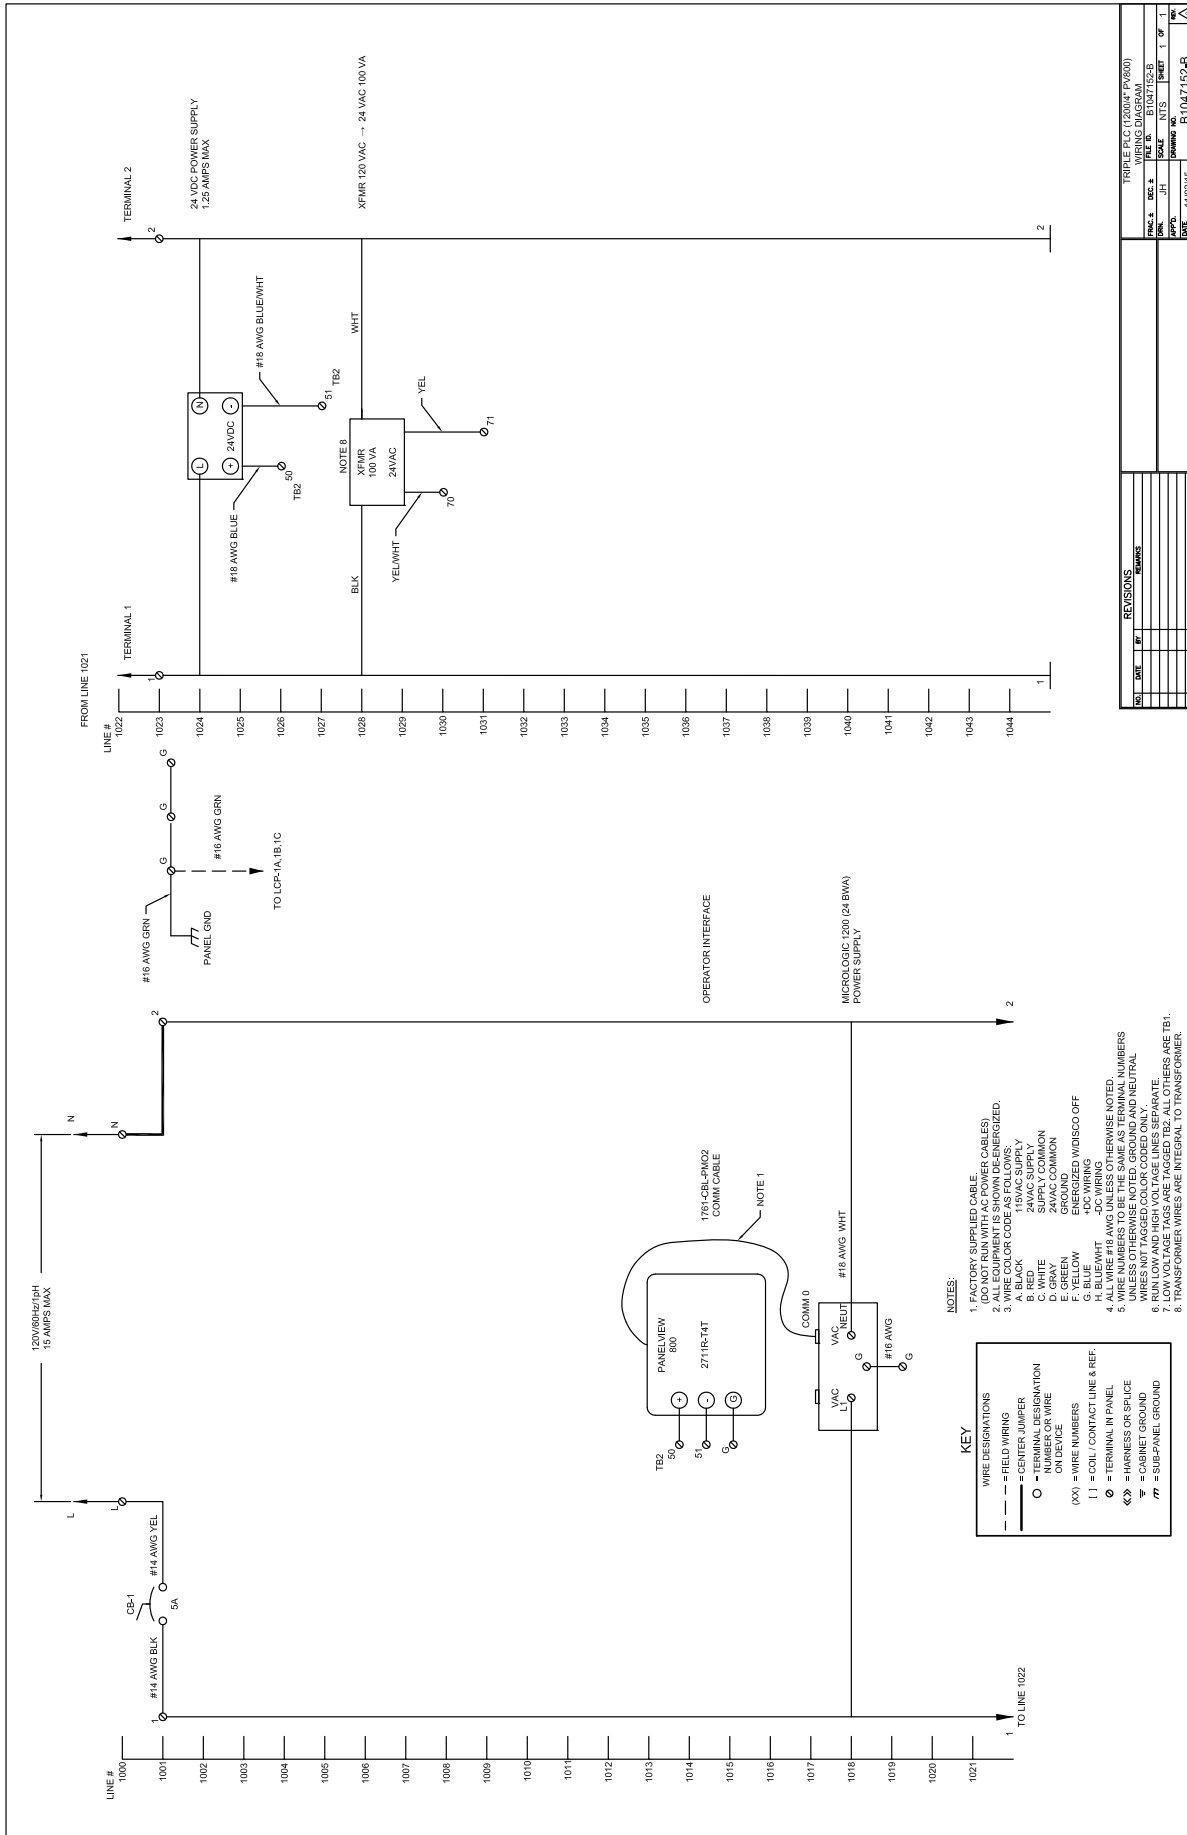 LINE #
1000
1001
1002
1003
1004
1005
1006
1007
1008
1009
1010
1011
1012
1013
1014
1015
1016
1017
1018
1019
1020
1021
120V/60Hz/1pH
15 AMPS MAX
L
N
L
N
CB-1
5A
#14 AWG BLK
#14 AWG YEL
1
2
#16 AWG GRN
PANEL GND
G
G
G
#16 AWG GRN
TO LCP-1A,1B,1C
PANELVIEW
800
2711R-T4T
+
-
G
TB2
50
51
G
1761-CBL-PMO2
COMM CABLE
NOTE 1
OPERATOR INTERFACE
COMM 0
VAC
L1
VAC
NEUT
G
#16 AWG
G
#18 AWG WHT
MICROLOGIC 1200 (24 BWA)
POWER SUPPLY
1
TO LINE 1022
2
KEY
WIRE DESIGNATIONS
= FIELD WIRING
= CENTER JUMPER
= TERMINAL DESIGNATION
NUMBER OR WIRE
ON DEVICE
(XX) = WIRE NUMBERS
[ ] = COIL / CONTACT LINE & REF.
= TERMINAL IN PANEL
= HARNESS OR SPLICE
= CABINET GROUND
= SUB-PANEL GROUND
NOTES:
1. FACTORY SUPPLIED CABLE.
(DO NOT RUN WITH AC POWER CABLES)
2. ALL EQUIPMENT IS SHOWN DE-ENERGIZED.
3. WIRE COLOR CODE AS FOLLOWS:
A. BLACK 115VAC SUPPLY
B. RED 24VAC SUPPLY
C. WHITE SUPPLY COMMON
D. GRAY 24VAC COMMON
E. GREEN GROUND
F. YELLOW ENERGIZED W/DISCO OFF
G. BLUE +DC WIRING
H. BLUE/WHT -DC WIRING
4. ALL WIRE #18 AWG UNLESS OTHERWISE NOTED.
5. WIRE NUMBERS TO BE THE SAME AS TERMINAL NUMBERS
UNLESS OTHERWISE NOTED. GROUND AND NEUTRAL
WIRES NOT TAGGED,COLOR CODED ONLY.
6. RUN LOW AND HIGH VOLTAGE LINES SEPARATE.
7. LOW VOLTAGE TAGS ARE TAGGED TB2. ALL OTHERS ARE TB1.
8. TRANSFORMER WIRES ARE INTEGRAL TO TRANSFORMER.
FROM LINE 1021
LINE #
1022
1023
1024
1025
1026
1027
1028
1029
1030
1031
1032
1033
1034
1035
1036
1037
1038
1039
1040
1041
1042
1043
1044
TERMINAL 1
TERMINAL 2
1
2
L
N
+
-
24VDC
24 VDC POWER SUPPLY
1.25 AMPS MAX
#18 AWG BLUE
#18 AWG BLUE/WHT
50
TB2
51
TB2
NOTE 8
XFMR
100 VA
24VAC
BLK
WHT
XFMR 120 VAC → 24 VAC 100 VA
YEL/WHT
YEL
70
71
1
2
REVISIONS
NO. DATE BY REMARKS
TRIPLE PLC (1200/4" PV800)
WIRING DIAGRAM
FRAC. ± DEC. ± FILE ID. B1047152-B
DRN. JH SCALE NTS SHEET 1 OF 1
APP'D. DRAWING NO. REV.
DATE B1047152-B